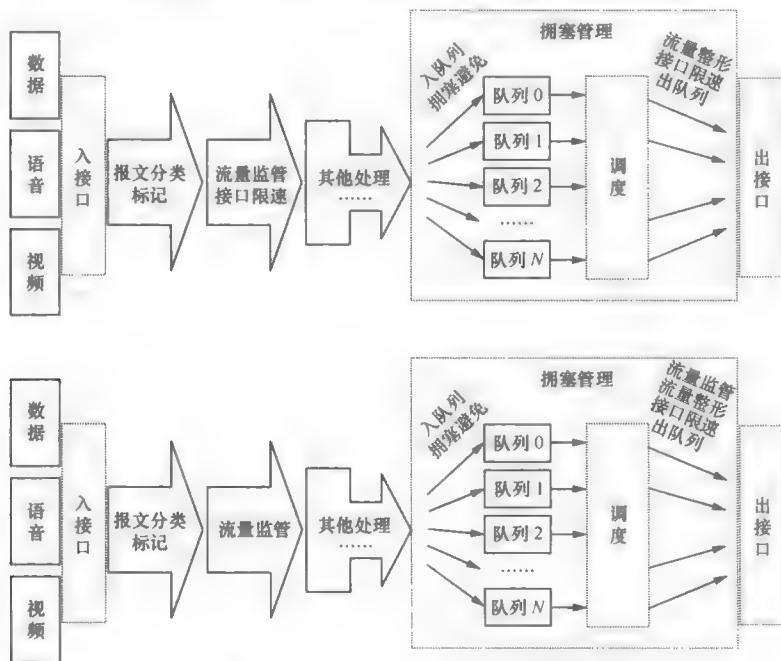 数据
语音
视频
入接口
报文分类
标记
流量监管
接口限速
其他处理
……
拥塞管理
入队列
拥塞避免
队列 0
队列 1
队列 2
……
队列 N
调度
流量整形
接口限速
出队列
出接口
数据
语音
视频
入接口
报文分类
标记
流量监管
其他处理
……
拥塞管理
入队列
拥塞避免
队列 0
队列 1
队列 2
……
队列 N
调度
流量监管
流量整形
接口限速
出队列
出接口